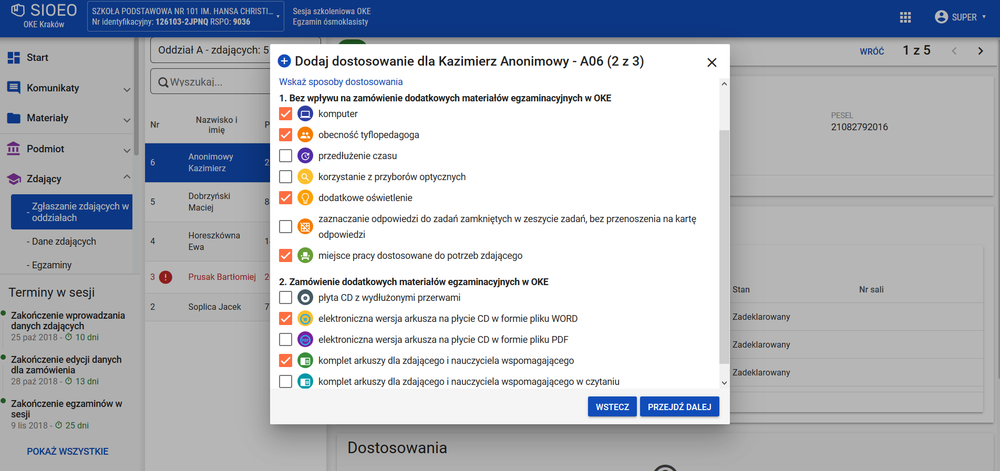 SIOEO
OKE Kraków
SZKOŁA PODSTAWOWA NR 101 IM. HANSA CHRISTI...
Nr identyfikacyjny: 126103-2JPNQ RSPO: 9036
Sesja szkoleniowa OKE
Egzamin ósmoklasisty
SUPER
Start
Komunikaty
Materiały
Podmiot
Zdający
- Zgłaszanie zdających w
oddziałach
- Dane zdających
- Egzaminy
Terminy w sesji
Zakończenie wprowadzania
danych zdających
25 paź 2018 - 10 dni
Zakończenie edycji danych
dla zamówienia
28 paź 2018 - 13 dni
Zakończenie egzaminów w
sesji
9 lis 2018 - 25 dni
POKAŻ WSZYSTKIE
Oddział A - zdających: 5
Wyszukaj...
Nr
Nazwisko i
imię
P
6
Anonimowy
Kazimierz
2
5
Dobrzyński
Maciej
8
4
Horeszkówna
Ewa
1
3
Prusak Bartłomiej
2
2
Soplica Jacek
7
Dodaj dostosowanie dla Kazimierz Anonimowy - A06 (2 z 3)
Wskaż sposoby dostosowania
1. Bez wpływu na zamówienie dodatkowych materiałów egzaminacyjnych w OKE
komputer
obecność tyflopedagoga
przedłużenie czasu
korzystanie z przyborów optycznych
dodatkowe oświetlenie
zaznaczanie odpowiedzi do zadań zamkniętych w zeszycie zadań, bez przenoszenia na kartę
odpowiedzi
miejsce pracy dostosowane do potrzeb zdającego
2. Zamówienie dodatkowych materiałów egzaminacyjnych w OKE
płyta CD z wydłużonymi przerwami
W
elektroniczna wersja arkusza na płycie CD w formie pliku WORD
PDF
elektroniczna wersja arkusza na płycie CD w formie pliku PDF
komplet arkuszy dla zdającego i nauczyciela wspomagającego
komplet arkuszy dla zdającego i nauczyciela wspomagającego w czytaniu
WSTECZ
PRZEJDŹ DALEJ
WRÓĆ
1 z 5
PESEL
21082792016
Stan
Nr sali
Zadeklarowany
Zadeklarowany
Zadeklarowany
Dostosowania